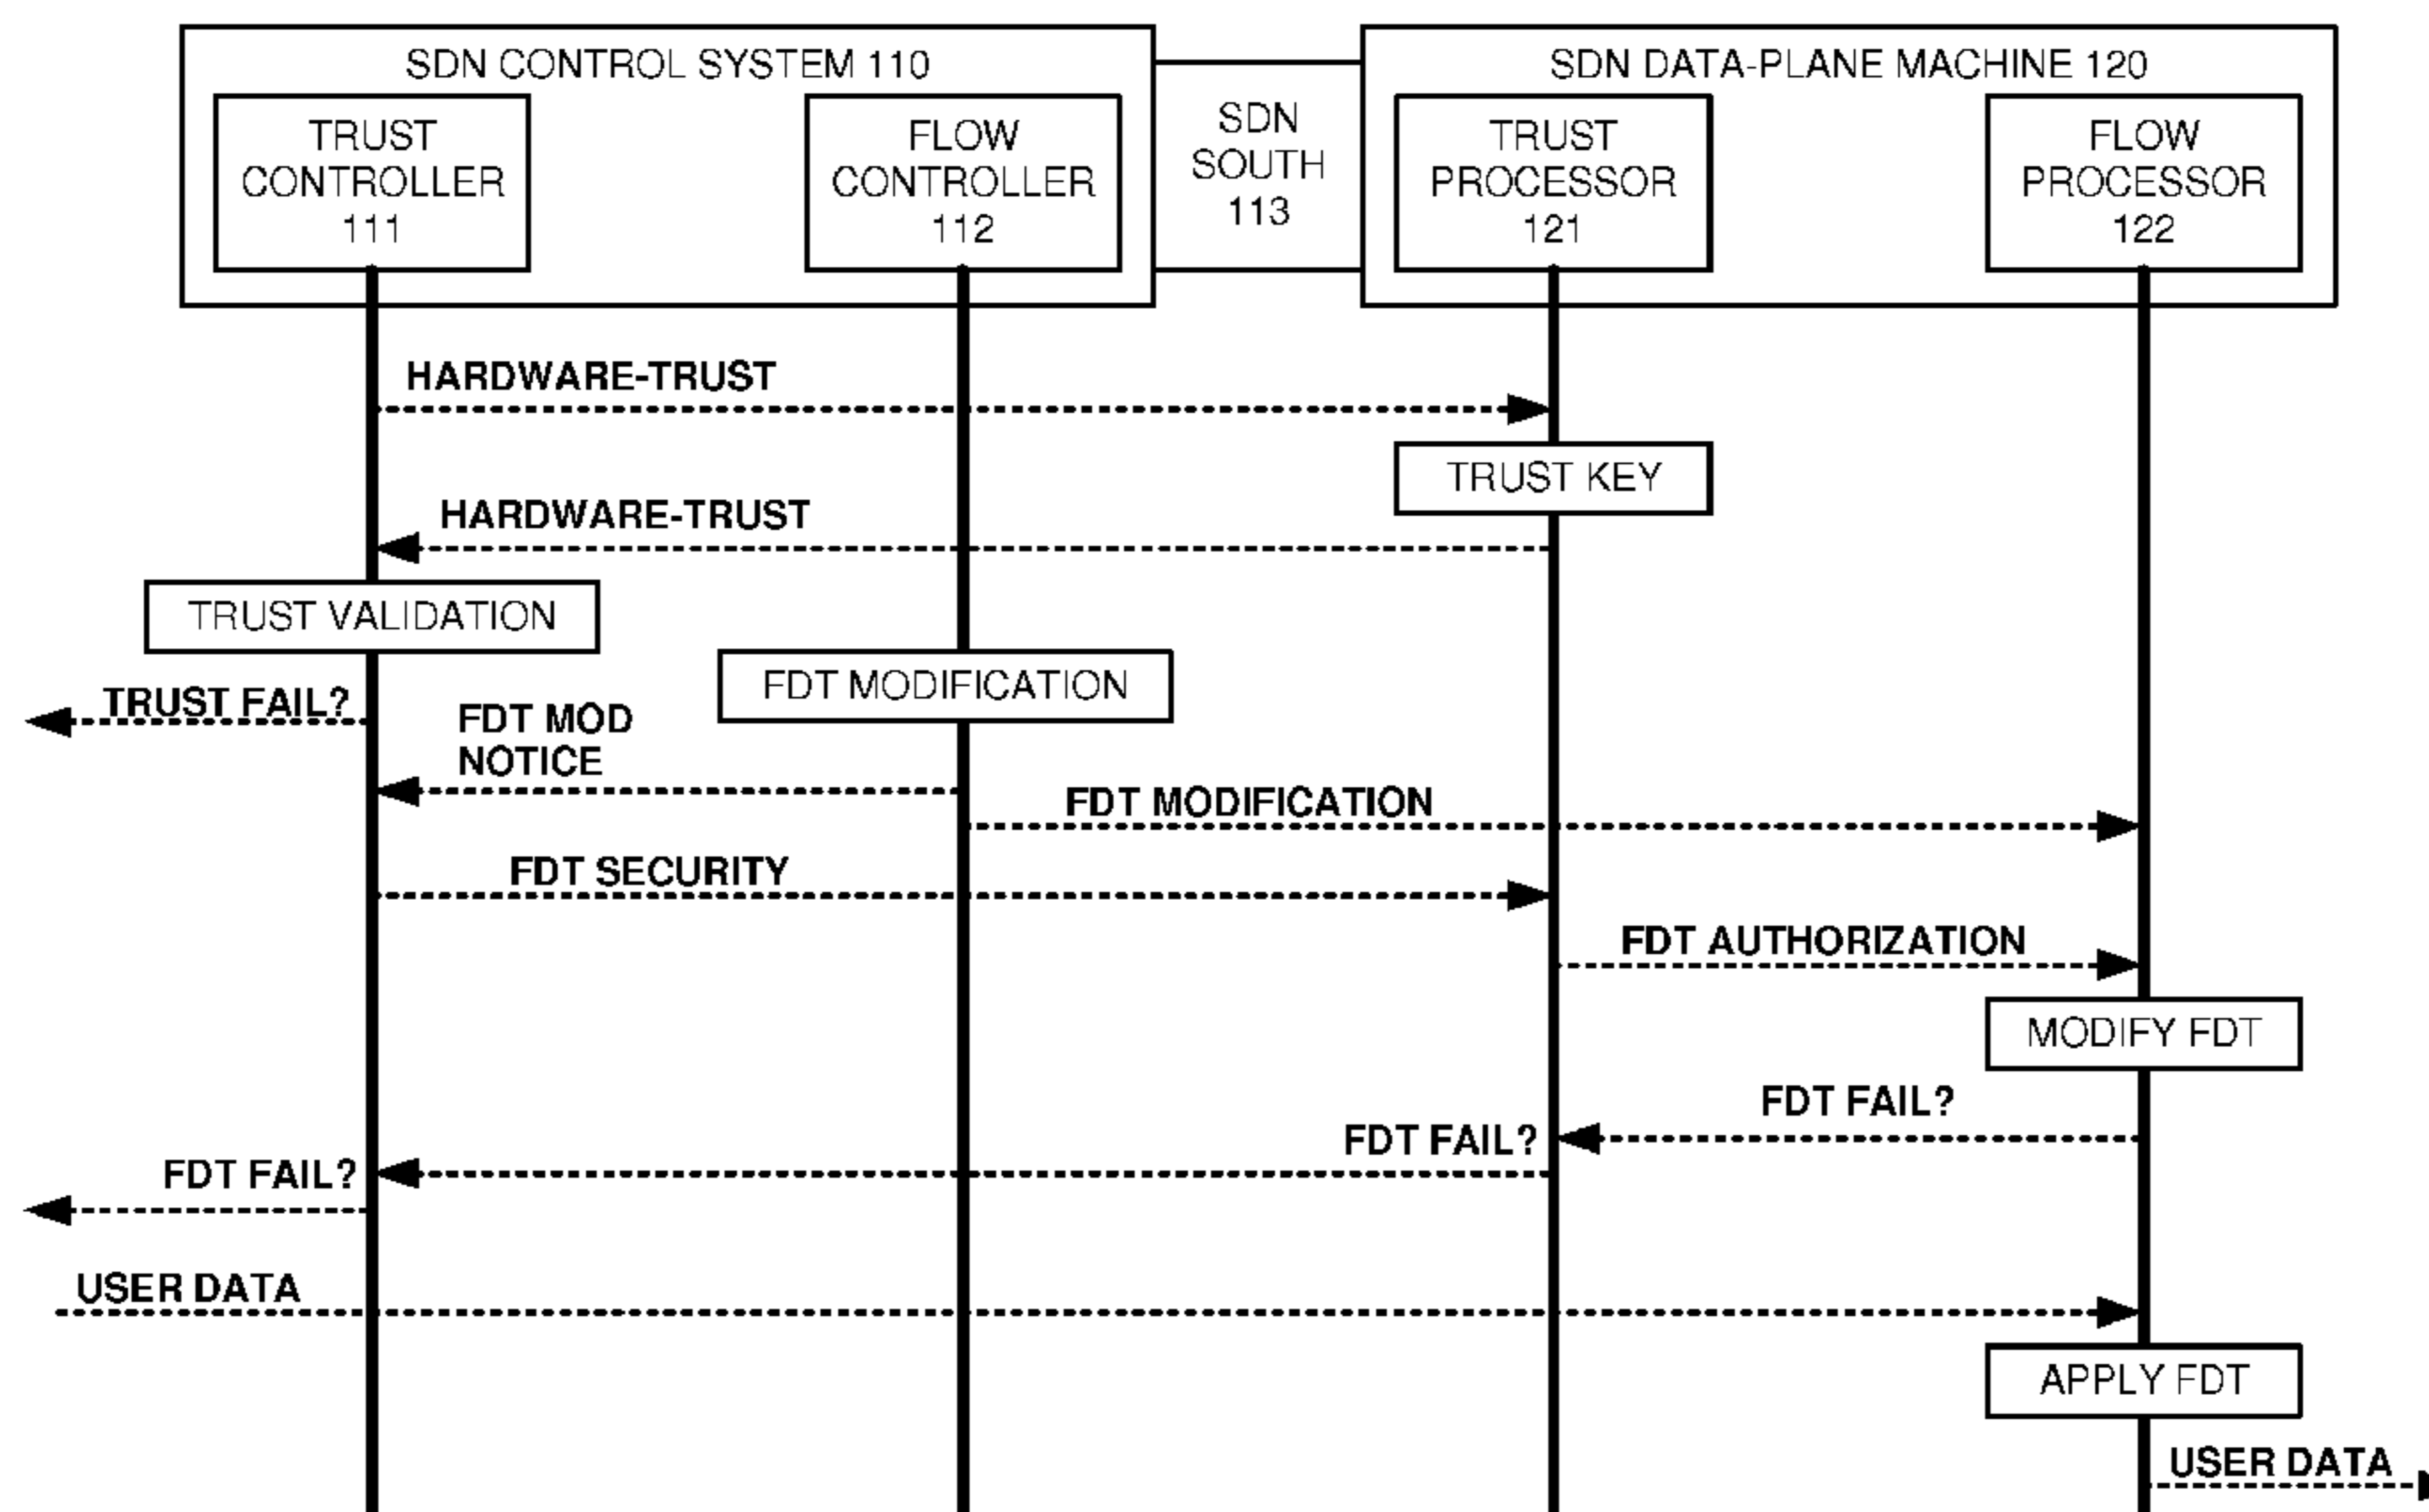 SDN CONTROL SYSTEM 110
SDN DATA-PLANE MACHINE 120
TRUST
CONTROLLER
111
FLOW
CONTROLLER
112
SDN
SOUTH
113
TRUST
PROCESSOR
121
FLOW
PROCESSOR
122
HARDWARE-TRUST
TRUST KEY
HARDWARE-TRUST
TRUST VALIDATION
FDT MODIFICATION
TRUST FAIL?
FDT MOD
NOTICE
FDT MODIFICATION
FDT SECURITY
FDT AUTHORIZATION
MODIFY FDT
FDT FAIL?
FDT FAIL?
FDT FAIL?
USER DATA
APPLY FDT
USER DATA